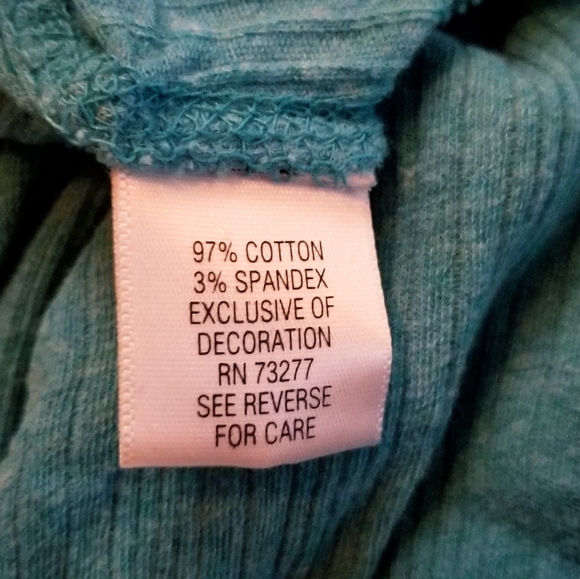 97% COTTON
3% SPANDEX
EXCLUSIVE OF
DECORATION
RN 73277
SEE REVERSE
FOR CARE